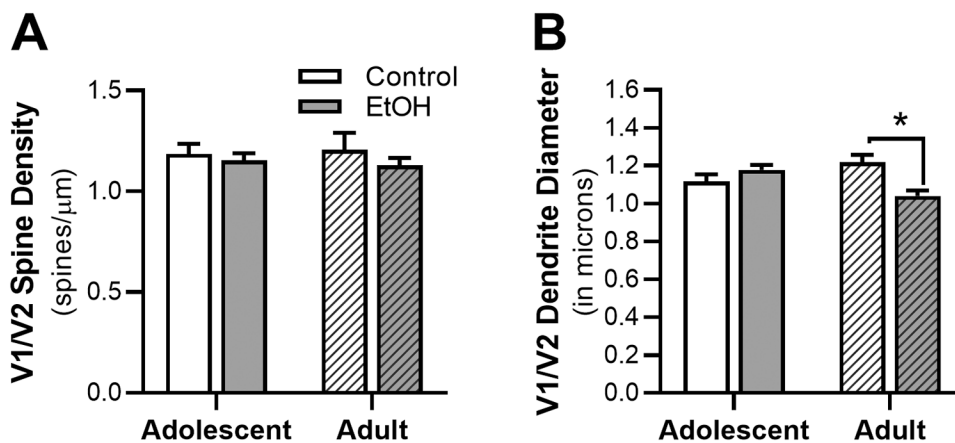 A
V1/V2 Spine Density
(spines/μm)
1.5
1.0
0.5
0.0
Control
EtOH
Adolescent
Adult
B
V1/V2 Dendrite Diameter
(in microns)
1.6
1.4
1.2
1.0
0.8
0.6
0.4
0.2
0.0
*
Adolescent
Adult